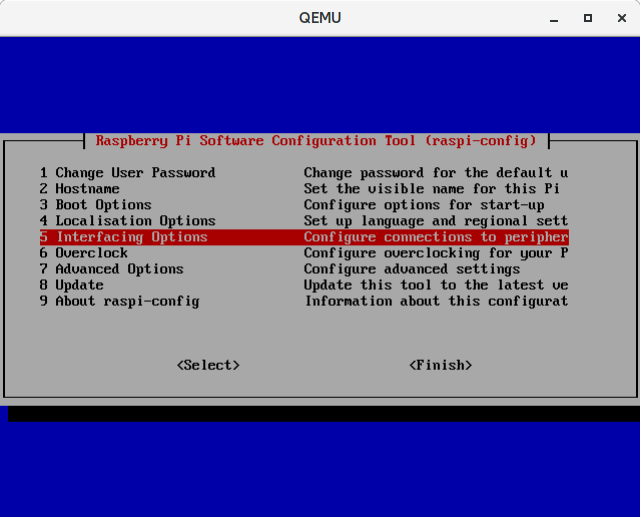 QEMU
Raspberry Pi Software Configuration Tool (raspi-config)
1 Change User Password Change password for the default u
2 Hostname Set the visible name for this Pi
3 Boot Options Configure options for start-up
4 Localisation Options Set up language and regional sett
5 Interfacing Options Configure connections to peripher
6 Overclock Configure overclocking for your P
7 Advanced Options Configure advanced settings
8 Update Update this tool to the latest ve
9 About raspi-config Information about this configurat
<Select> <Finish>